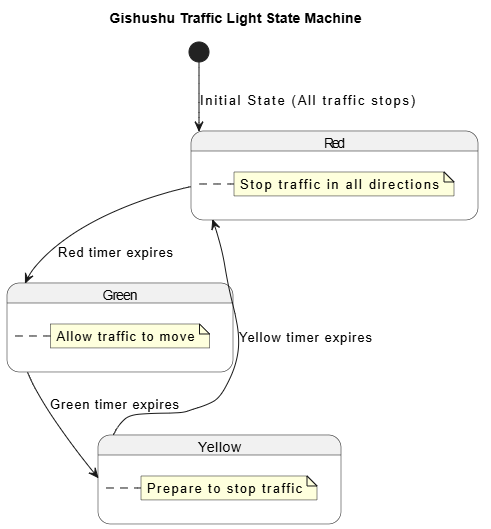 Gishushu Traffic Light State Machine
Initial State (All traffic stops)
Red
Stop traffic in all directions
Red timer expires
Green
Allow traffic to move
Yellow timer expires
Green timer expires
Yellow
Prepare to stop traffic